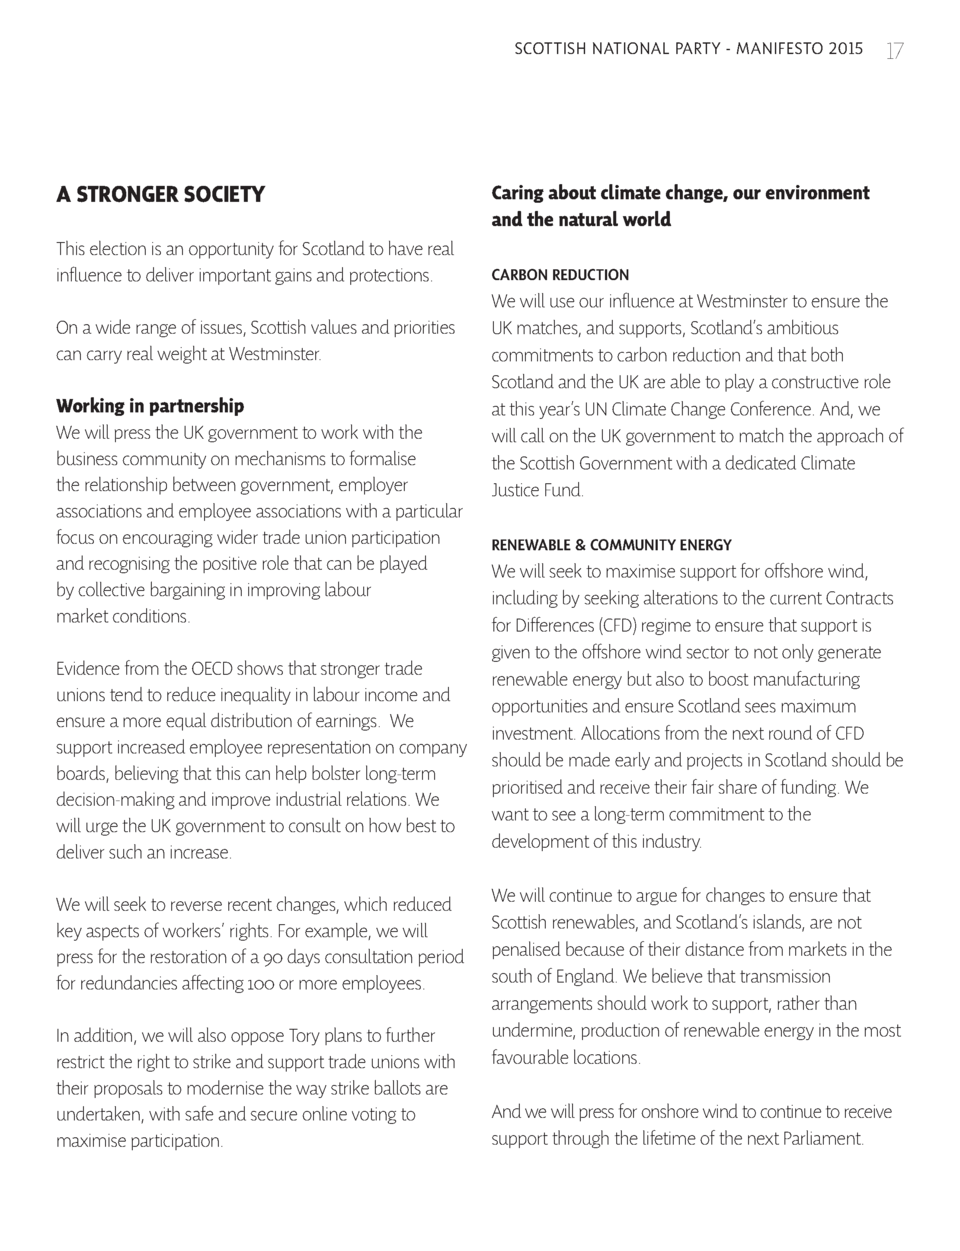 SCOTTISH NATIONAL PARTY - MANIFESTO 2015 17
A STRONGER SOCIETY
This election is an opportunity for Scotland to have real
influence to deliver important gains and protections.
On a wide range of issues, Scottish values and priorities
can carry real weight at Westminster.
Working in partnership
We will press the UK government to work with the
business community on mechanisms to formalise
the relationship between government, employer
associations and employee associations with a particular
focus on encouraging wider trade union participation
and recognising the positive role that can be played
by collective bargaining in improving labour
market conditions.
Evidence from the OECD shows that stronger trade
unions tend to reduce inequality in labour income and
ensure a more equal distribution of earnings.  We
support increased employee representation on company
boards, believing that this can help bolster long-term
decision-making and improve industrial relations. We
will urge the UK government to consult on how best to
deliver such an increase.
We will seek to reverse recent changes, which reduced
key aspects of workers’ rights. For example, we will
press for the restoration of a 90 days consultation period
for redundancies affecting 100 or more employees.
In addition, we will also oppose Tory plans to further
restrict the right to strike and support trade unions with
their proposals to modernise the way strike ballots are
undertaken, with safe and secure online voting to
maximise participation.
Caring about climate change, our environment
and the natural world
CARBON REDUCTION
We will use our influence at Westminster to ensure the
UK matches, and supports, Scotland’s ambitious
commitments to carbon reduction and that both
Scotland and the UK are able to play a constructive role
at this year’s UN Climate Change Conference. And, we
will call on the UK government to match the approach of
the Scottish Government with a dedicated Climate
Justice Fund.
RENEWABLE & COMMUNITY ENERGY
We will seek to maximise support for offshore wind,
including by seeking alterations to the current Contracts
for Differences (CFD) regime to ensure that support is
given to the offshore wind sector to not only generate
renewable energy but also to boost manufacturing
opportunities and ensure Scotland sees maximum
investment. Allocations from the next round of CFD
should be made early and projects in Scotland should be
prioritised and receive their fair share of funding. We
want to see a long-term commitment to the
development of this industry.
We will continue to argue for changes to ensure that
Scottish renewables, and Scotland’s islands, are not
penalised because of their distance from markets in the
south of England. We believe that transmission
arrangements should work to support, rather than
undermine, production of renewable energy in the most
favourable locations.
And we will press for onshore wind to continue to receive
support through the lifetime of the next Parliament.